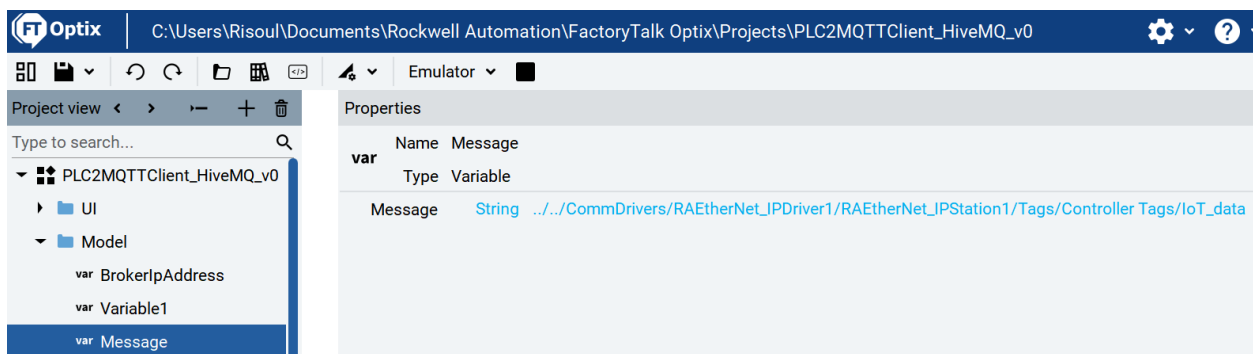 FT Optix C:\Users\Risoul\Documents\Rockwell Automation\FactoryTalk Optix\Projects\PLC2MQTTClient_HiveMQ_v0 ?
</> Emulator
Project view < >
Properties
Type to search...
var Name Message
Type Variable
PLC2MQTTClient_HiveMQ_v0
UI
Message String ../../CommDrivers/RAEtherNet_IPDriver1/RAEtherNet_IPStation1/Tags/Controller Tags/IoT_data
Model
var BrokerIpAddress
var Variable1
var Message